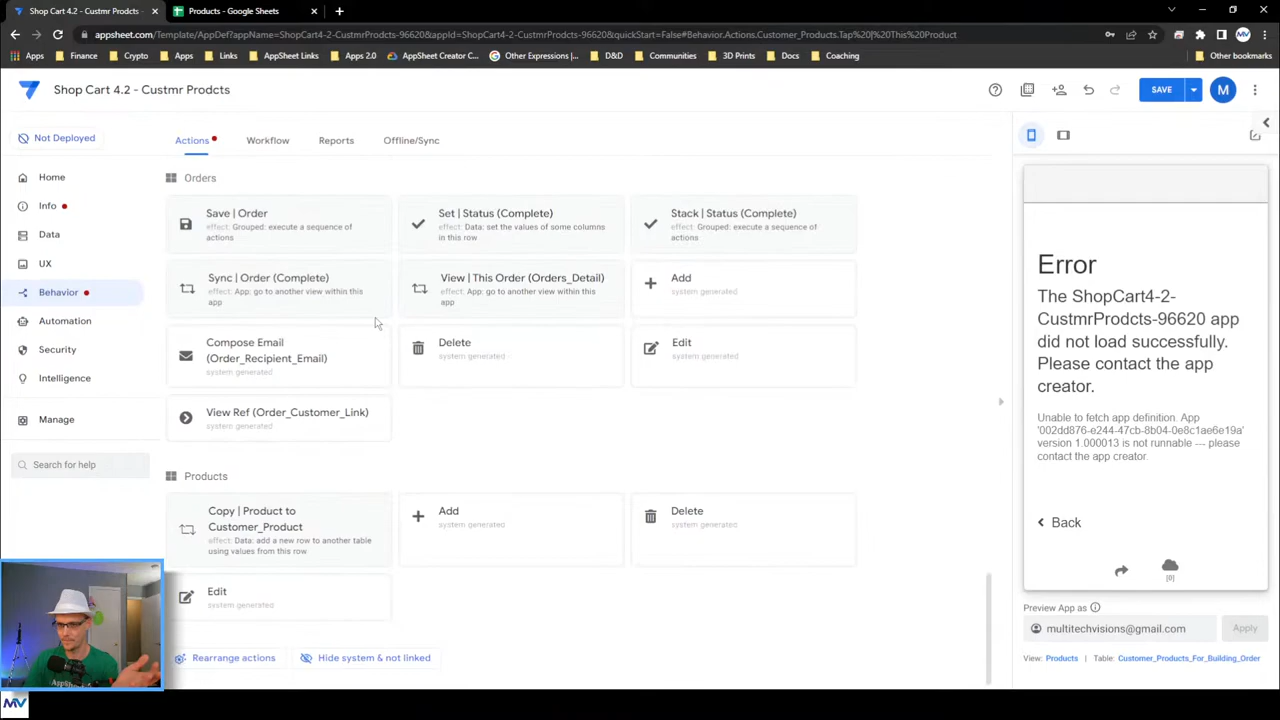 Shop Cart 4.2 - Custmr Prodcts -
Products - Google Sheets
appsheet.com/Template/AppDef?appName=ShopCart4-2-CustmrProdcts-96620&appId=ShopCart4-2-CustmrProdcts-96620&quickStart=False#Behavior.Actions.Customer_Products.Tap%20|%20This%20Product
Apps
Finance
Crypto
AppSheet
Links
AppSheet Links
Apps 2.0
AppSheet Creator C...
Other Expressions |...
D&D
Communities
3D Prints
Docs
Coaching
Other bookmarks
Shop Cart 4.2 - Custmr Prodcts
SAVE
M
Not Deployed
Actions
Workflow
Reports
Offline/Sync
Home
Info
Data
UX
Behavior
Automation
Security
Intelligence
Manage
Search for help
Orders
Save | Order
effect: Grouped: execute a sequence of
actions
Set | Status (Complete)
effect: Data: set the values of some columns
in this row
Stack | Status (Complete)
effect: Grouped: execute a sequence of
actions
Sync | Order (Complete)
effect: App: go to another view within this
app
View | This Order (Orders_Detail)
effect: App: go to another view within this
app
Add
system generated
Compose Email
(Order_Recipient_Email)
system generated
Delete
system generated
Edit
system generated
View Ref (Order_Customer_Link)
system generated
Products
Copy | Product to
Customer_Product
effect: Data: add a new row to another table
using values from this row
Add
system generated
Delete
system generated
Edit
system generated
Rearrange actions
Hide system & not linked
Error
The ShopCart4-2-
CustmrProdcts-96620 app
did not load successfully.
Please contact the app
creator.
Unable to fetch app definition. App
'002dd876-e244-47cb-8b04-0e8c1ae6e19a'
version 1.000013 is not runnable --- please
contact the app creator.
Back
[0]
Preview App as
multitechvisions@gmail.com
Apply
View: Products | Table: Customer_Products_For_Building_Order
MV